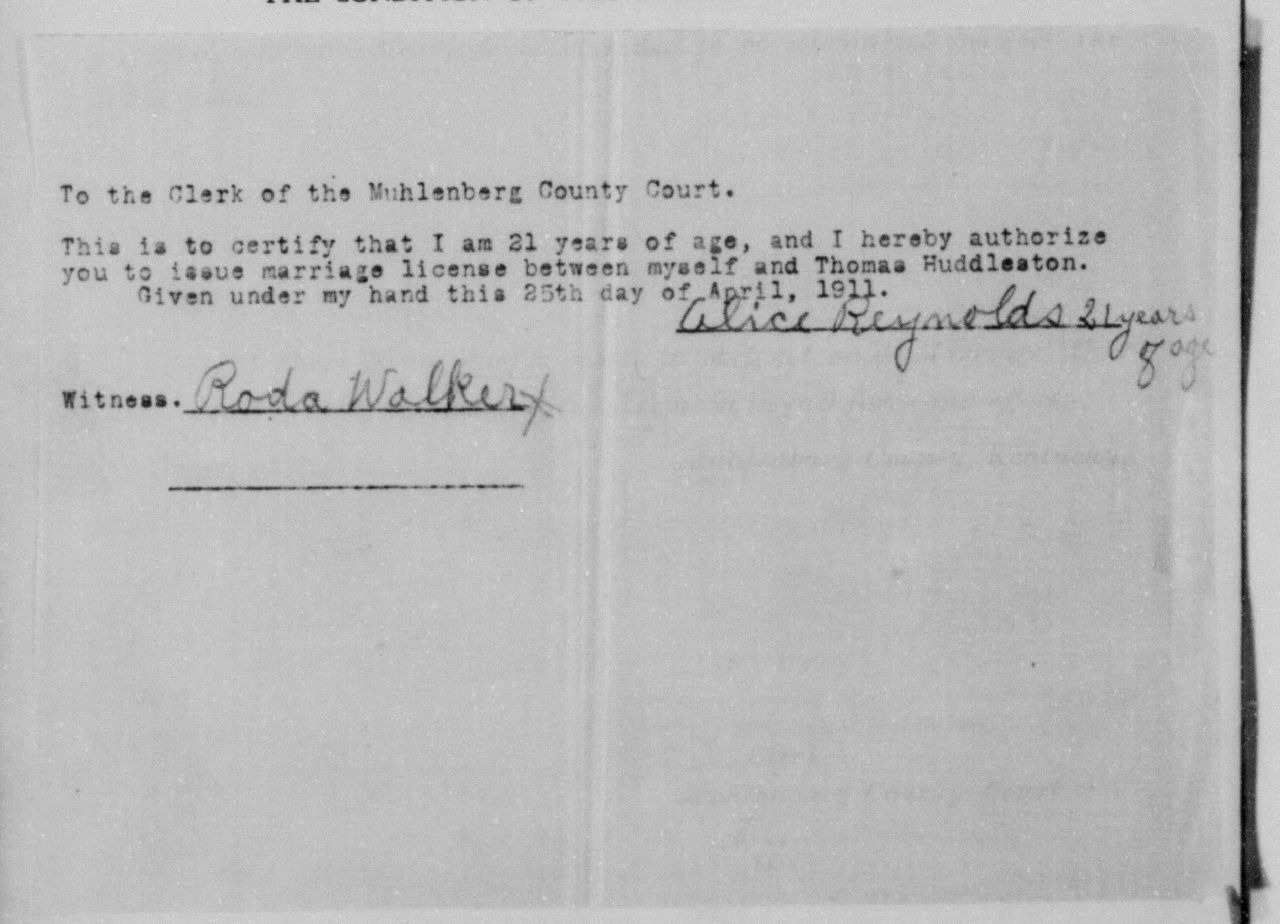 To the Clerk of the Muhlenberg County Court.
This is to certify that I am 21 years of age, and I hereby authorize
you to issue marriage license between myself and Thomas Huddleston.
Given under my hand this 25th day of April, 1911.
Alice Reynolds 21 years
of age
Witness. Roda Walker x